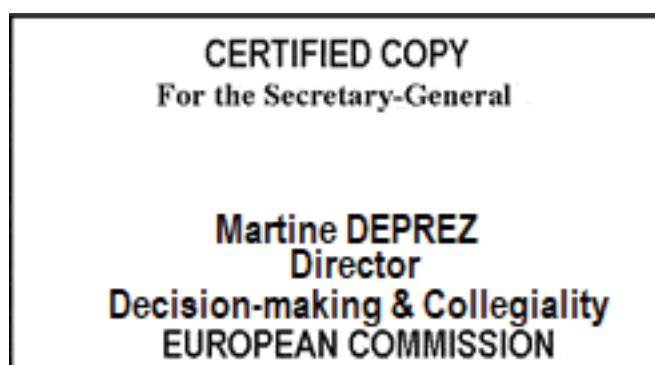 CERTIFIED COPY
For the Secretary-General
Martine DEPREZ
Director
Decision-making & Collegiality
EUROPEAN COMMISSION